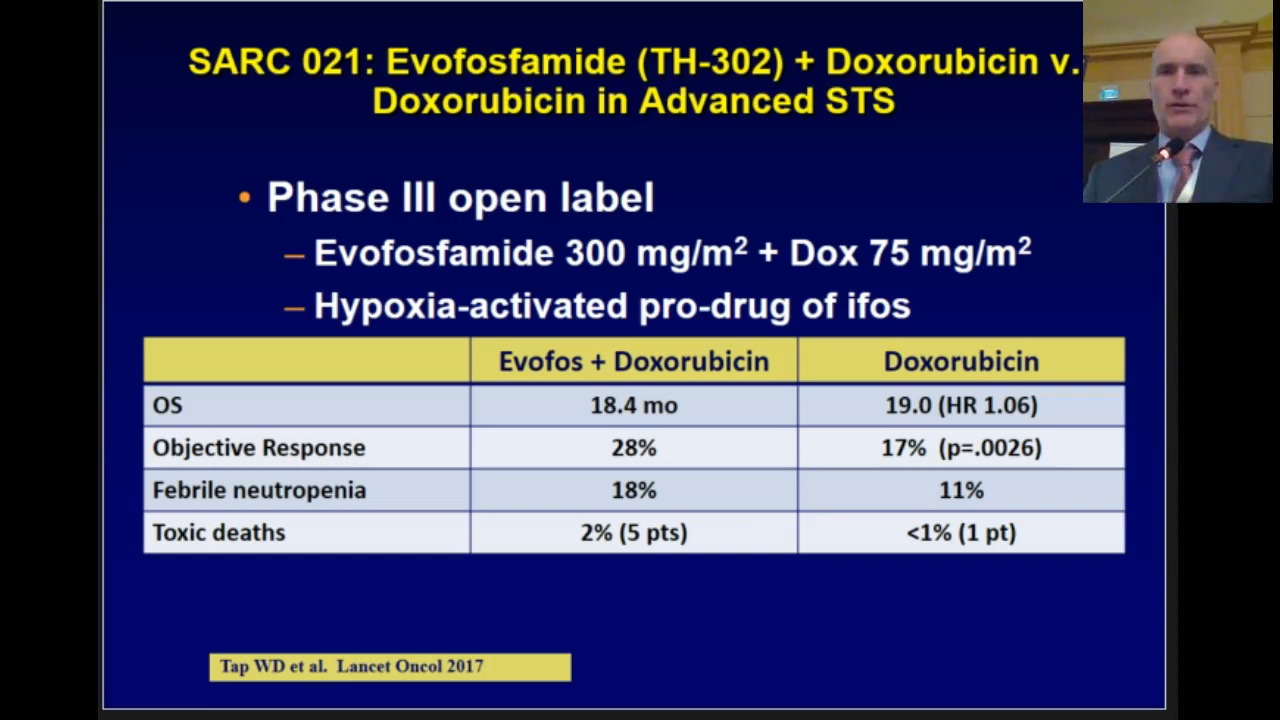 SARC 021: Evofosfamide (TH-302) + Doxorubicin v.
Doxorubicin in Advanced STS
• Phase III open label
– Evofosfamide 300 mg/m² + Dox 75 mg/m²
– Hypoxia-activated pro-drug of ifos
Evofos + Doxorubicin Doxorubicin
OS 18.4 mo 19.0 (HR 1.06)
Objective Response 28% 17% (p=.0026)
Febrile neutropenia 18% 11%
Toxic deaths 2% (5 pts) <1% (1 pt)
Tap WD et al. Lancet Oncol 2017